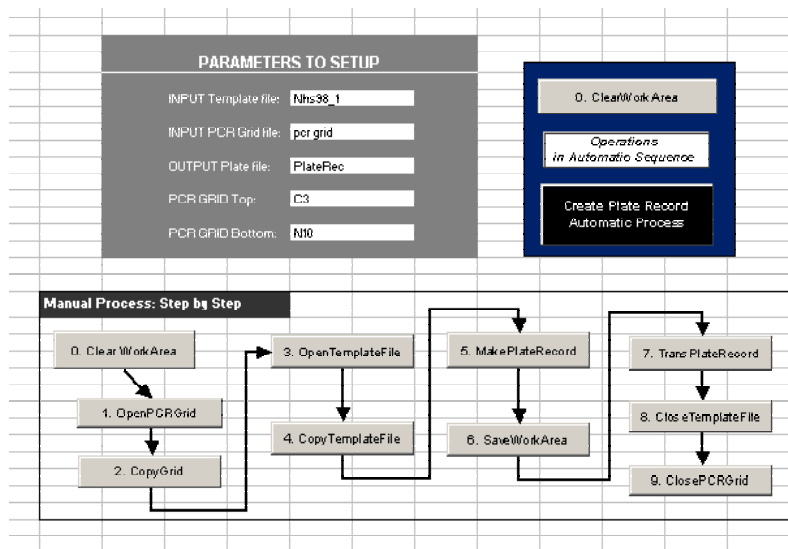 PARAMETERS TO SETUP
INPUT Template file: Nhs98_1
INPUT PCR Grid file: pcr grid
OUTPUT Plate file: PlateRec
PCR GRID Top: C3
PCR GRID Bottom: N10
0. ClearWorkArea
Operations
in Automatic Sequence
Create Plate Record
Automatic Process
Manual Process: Step by Step
0. ClearWorkArea
1. OpenPCRGrid
2. CopyGrid
3. OpenTemplateFile
4. CopyTemplateFile
5. MakePlateRecord
6. SaveWorkArea
7. TransPlateRecord
8. CloseTemplateFile
9. ClosePCRGrid